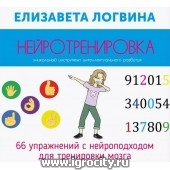 ЕЛИЗАВЕТА ЛОГВИНА
НЕЙРОТРЕНИРОВКА
912015
340054
137809
66 упражнений с нейроподходом
для тренировки мозга
www.igrocity.ru